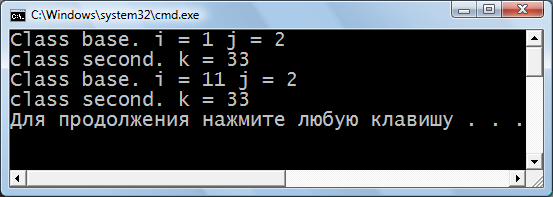 C:\Windows\system32\cmd.exe
Class base. i = 1 j = 2
Class second. k = 33
Class base. i = 11 j = 2
Class second. k = 33
Для продолжения нажмите любую клавишу . . .